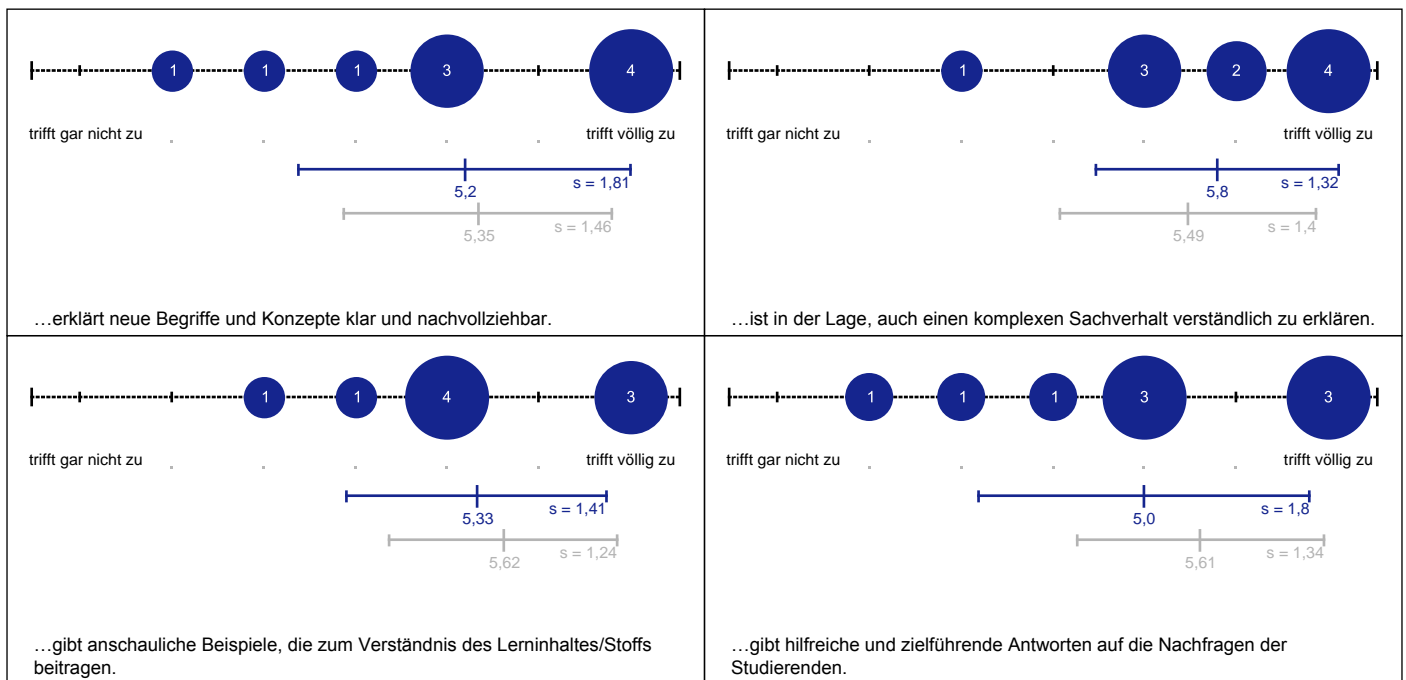 1 1 1 3 4
trifft gar nicht zu trifft völlig zu
s = 1,81
5,2
s = 1,46
5,35
…erklärt neue Begriffe und Konzepte klar und nachvollziehbar.
1 3 2 4
trifft gar nicht zu trifft völlig zu
s = 1,32
5,8
s = 1,4
5,49
…ist in der Lage, auch einen komplexen Sachverhalt verständlich zu erklären.
1 1 4 3
trifft gar nicht zu trifft völlig zu
s = 1,41
5,33
s = 1,24
5,62
…gibt anschauliche Beispiele, die zum Verständnis des Lerninhaltes/Stoffs
beitragen.
1 1 1 3 3
trifft gar nicht zu trifft völlig zu
s = 1,8
5,0
s = 1,34
5,61
…gibt hilfreiche und zielführende Antworten auf die Nachfragen der
Studierenden.